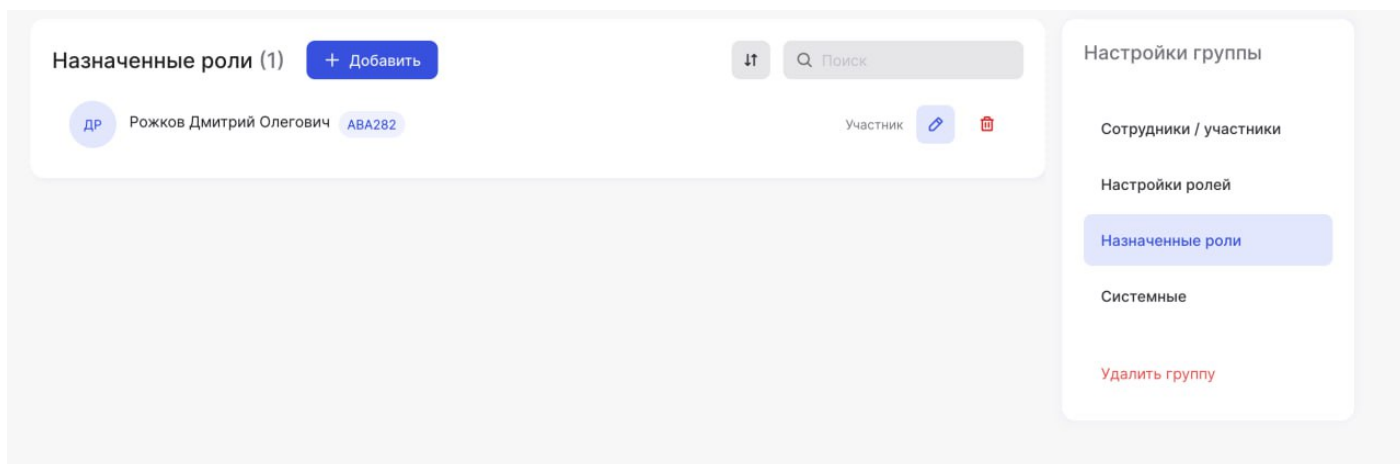 Назначенные роли (1)
+ Добавить
Поиск
ДР
Рожков Дмитрий Олегович
ABA282
Участник
Настройки группы
Сотрудники / участники
Настройки ролей
Назначенные роли
Системные
Удалить группу